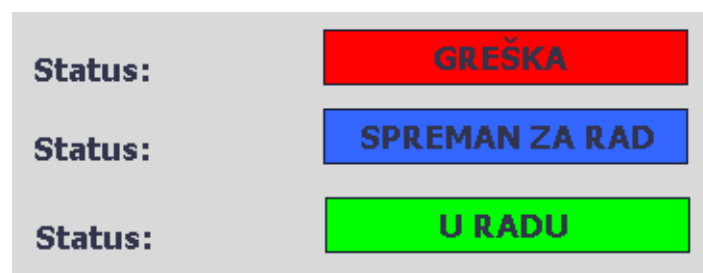 Status: GREŠKA
Status: SPREMAN ZA RAD
Status: U RADU